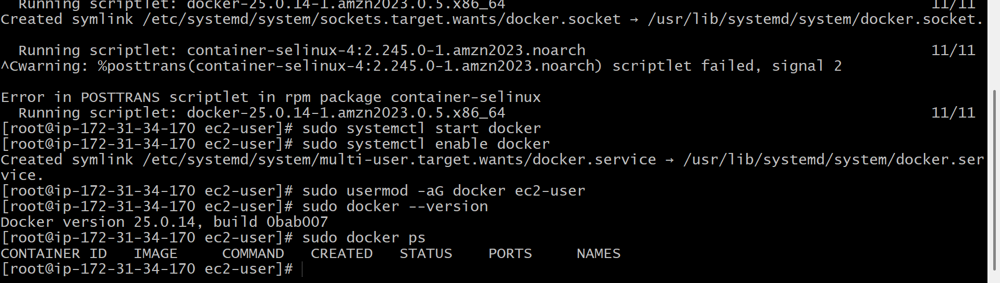 Running scriptlet: docker-25.0.14-1.amzn2023.0.5.x86_64 11/11
Created symlink /etc/systemd/system/sockets.target.wants/docker.socket → /usr/lib/systemd/system/docker.socket.
Running scriptlet: container-selinux-4:2.245.0-1.amzn2023.noarch 11/11
^Cwarning: %posttrans(container-selinux-4:2.245.0-1.amzn2023.noarch) scriptlet failed, signal 2
Error in POSTTRANS scriptlet in rpm package container-selinux
Running scriptlet: docker-25.0.14-1.amzn2023.0.5.x86_64 11/11
[root@ip-172-31-34-170 ec2-user]# sudo systemctl start docker
[root@ip-172-31-34-170 ec2-user]# sudo systemctl enable docker
Created symlink /etc/systemd/system/multi-user.target.wants/docker.service → /usr/lib/systemd/system/docker.ser
vice.
[root@ip-172-31-34-170 ec2-user]# sudo usermod -aG docker ec2-user
[root@ip-172-31-34-170 ec2-user]# sudo docker --version
Docker version 25.0.14, build 0bab007
[root@ip-172-31-34-170 ec2-user]# sudo docker ps
CONTAINER ID IMAGE COMMAND CREATED STATUS PORTS NAMES
[root@ip-172-31-34-170 ec2-user]#